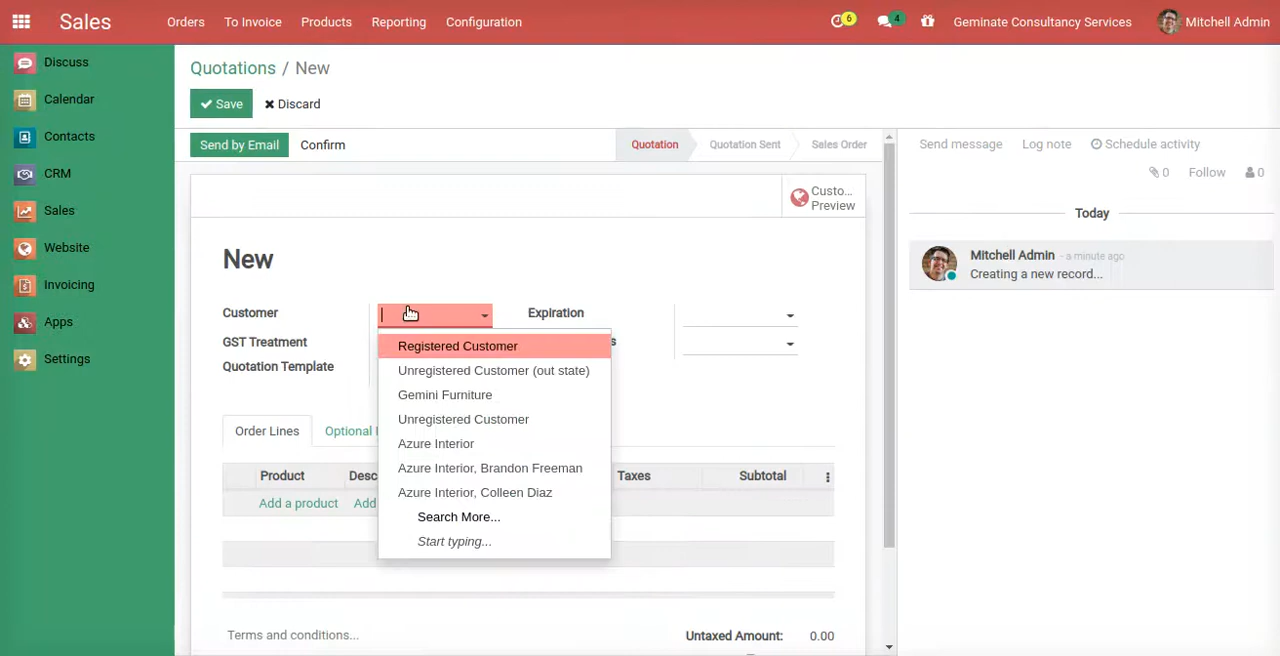 Sales
Orders
To Invoice
Products
Reporting
Configuration
6
4
Geminate Consultancy Services
Mitchell Admin
Discuss
Calendar
Contacts
CRM
Sales
Website
Invoicing
Apps
Settings
Quotations / New
Save
Discard
Send by Email
Confirm
Quotation
Quotation Sent
Sales Order
Send message
Log note
Schedule activity
0
Follow
0
Custo...
Preview
Today
Mitchell Admin - a minute ago
Creating a new record...
New
Customer
Expiration
GST Treatment
s
Quotation Template
Registered Customer
Unregistered Customer (out state)
Gemini Furniture
Unregistered Customer
Azure Interior
Azure Interior, Brandon Freeman
Azure Interior, Colleen Diaz
Search More...
Start typing...
Order Lines
Optional
Product
Desc
Taxes
Subtotal
Add a product
Add
Terms and conditions...
Untaxed Amount:
0.00